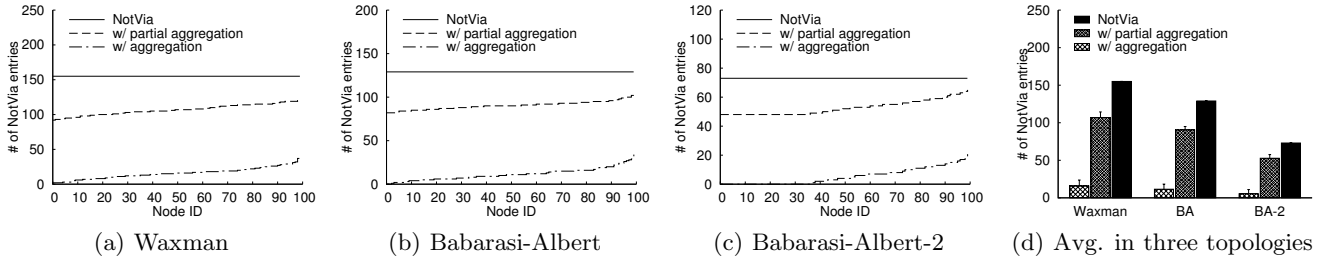 # of NotVia entries
250
200
150
100
50
0
NotVia
w/ partial aggregation
w/ aggregation
0 10 20 30 40 50 60 70 80 90 100
Node ID
(a) Waxman
# of NotVia entries
200
150
100
50
0
NotVia
w/ partial aggregation
w/ aggregation
0 10 20 30 40 50 60 70 80 90 100
Node ID
(b) Babarasi-Albert
# of NotVia entries
120
100
80
60
40
20
0
NotVia
w/ partial aggregation
w/ aggregation
0 10 20 30 40 50 60 70 80 90 100
Node ID
(c) Babarasi-Albert-2
# of NotVia entries
250
200
150
100
50
0
NotVia
w/ partial aggregation
w/ aggregation
Waxman BA BA-2
(d) Avg. in three topologies